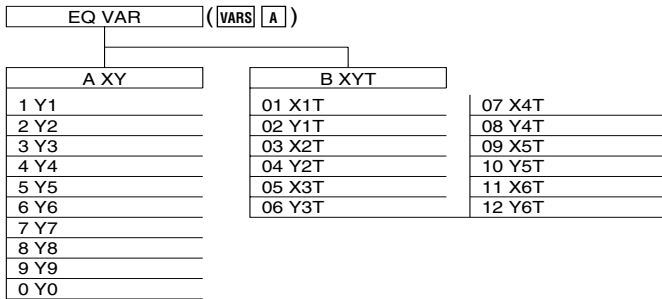 EQ VAR (VARS A)
A XY
1 Y1
2 Y2
3 Y3
4 Y4
5 Y5
6 Y6
7 Y7
8 Y8
9 Y9
0 Y0
B XYT
01 X1T
02 Y1T
03 X2T
04 Y2T
05 X3T
06 Y3T
07 X4T
08 Y4T
09 X5T
10 Y5T
11 X6T
12 Y6T